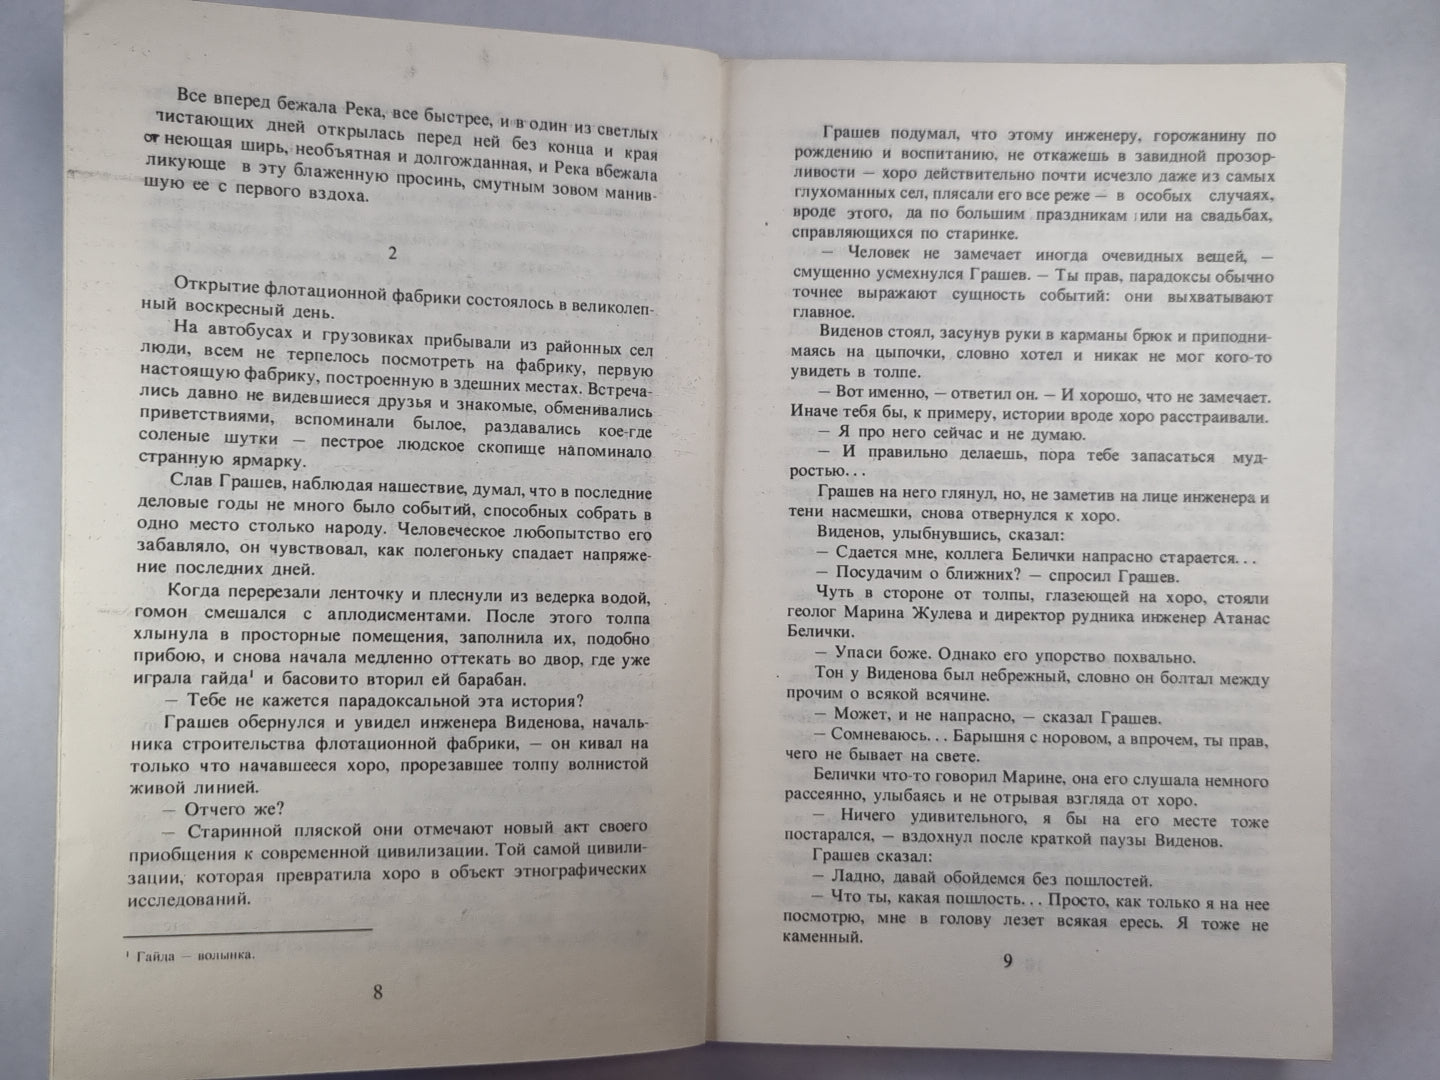 Все вперед бежала Река, все быстрее, и в один из светлых
листающих дней открылась перед ней без конца и края
неющая ширь, необъятная и долгожданная, и Река вбежала
ликующе в эту блаженную просинь, смутным зовом манив-
шую ее с первого вздоха.
2
Открытие флотационной фабрики состоялось в великолеп-
ный воскресный день.
На автобусах и грузовиках прибывали из районных сел
люди, всем не терпелось посмотреть на фабрику, первую
настоящую фабрику, построенную в здешних местах. Встреча-
лись давно не видевшиеся друзья и знакомые, обменивались
приветствиями, вспоминали былое, раздавались кое-где
соленые шутки — пестрое людское скопище напоминало
странную ярмарку.
Слав Грашев, наблюдая нашествие, думал, что в последние
деловые годы не много было событий, способных собрать в
одно место столько народу. Человеческое любопытство его
забавляло, он чувствовал, как полегоньку спадает напряже-
ние последних дней.
Когда перерезали ленточку и плеснули из ведерка водой,
гомон смешался с аплодисментами. После этого толпа
хлынула в просторные помещения, заполнила их, подобно
прибою, и снова начала медленно оттекать во двор, где уже
играла гайда¹ и басовито вторил ей барабан.
— Тебе не кажется парадоксальной эта история?
Грашев обернулся и увидел инженера Виденова, началь-
ника строительства флотационной фабрики, — он кивал на
только что начавшееся хоро, прорезавшее толпу волнистой
живой линией.
— Отчего же?
— Старинной пляской они отмечают новый акт своего
приобщения к современной цивилизации. Той самой цивили-
зации, которая превратила хоро в объект этнографических
исследований.
¹ Гайда — волынка.
8
Грашев подумал, что этому инженеру, горожанину по
рождению и воспитанию, не откажешь в завидной прозор-
ливости — хоро действительно почти исчезло даже из самых
глухоманных сел, плясали его все реже — в особых случаях,
вроде этого, да по большим праздникам или на свадьбах,
справляющихся по старинке.
— Человек не замечает иногда очевидных вещей, —
смущенно усмехнулся Грашев. — Ты прав, парадоксы обычно
точнее выражают сущность событий: они выхватывают
главное.
Виденов стоял, засунув руки в карманы брюк и приподни-
маясь на цыпочки, словно хотел и никак не мог кого-то
увидеть в толпе.
— Вот именно, — ответил он. — И хорошо, что не замечает.
Иначе тебя бы, к примеру, истории вроде хоро расстраивали.
— Я про него сейчас и не думаю.
— И правильно делаешь, пора тебе запасаться муд-
ростью...
Грашев на него глянул, но, не заметив на лице инженера и
тени насмешки, снова отвернулся к хоро.
Виденов, улыбнувшись, сказал:
— Сдается мне, коллега Белички напрасно старается...
— Посудачим о ближних? — спросил Грашев.
Чуть в стороне от толпы, глазеющей на хоро, стояли
геолог Марина Жулева и директор рудника инженер Атанас
Белички.
— Упаси боже. Однако его упорство похвально.
Тон у Виденова был небрежный, словно он болтал между
прочим о всякой всячине.
— Может, и не напрасно, — сказал Грашев.
— Сомневаюсь... Барышня с норовом, а впрочем, ты прав,
чего не бывает на свете.
Белички что-то говорил Марине, она его слушала немного
рассеянно, улыбаясь и не отрывая взгляда от хоро.
— Ничего удивительного, я бы на его месте тоже
постарался, — вздохнул после краткой паузы Виденов.
Грашев сказал:
— Ладно, давай обойдемся без пошлостей.
— Что ты, какая пошлость... Просто, как только я на нее
посмотрю, мне в голову лезет всякая ересь. Я тоже не
каменный.
9